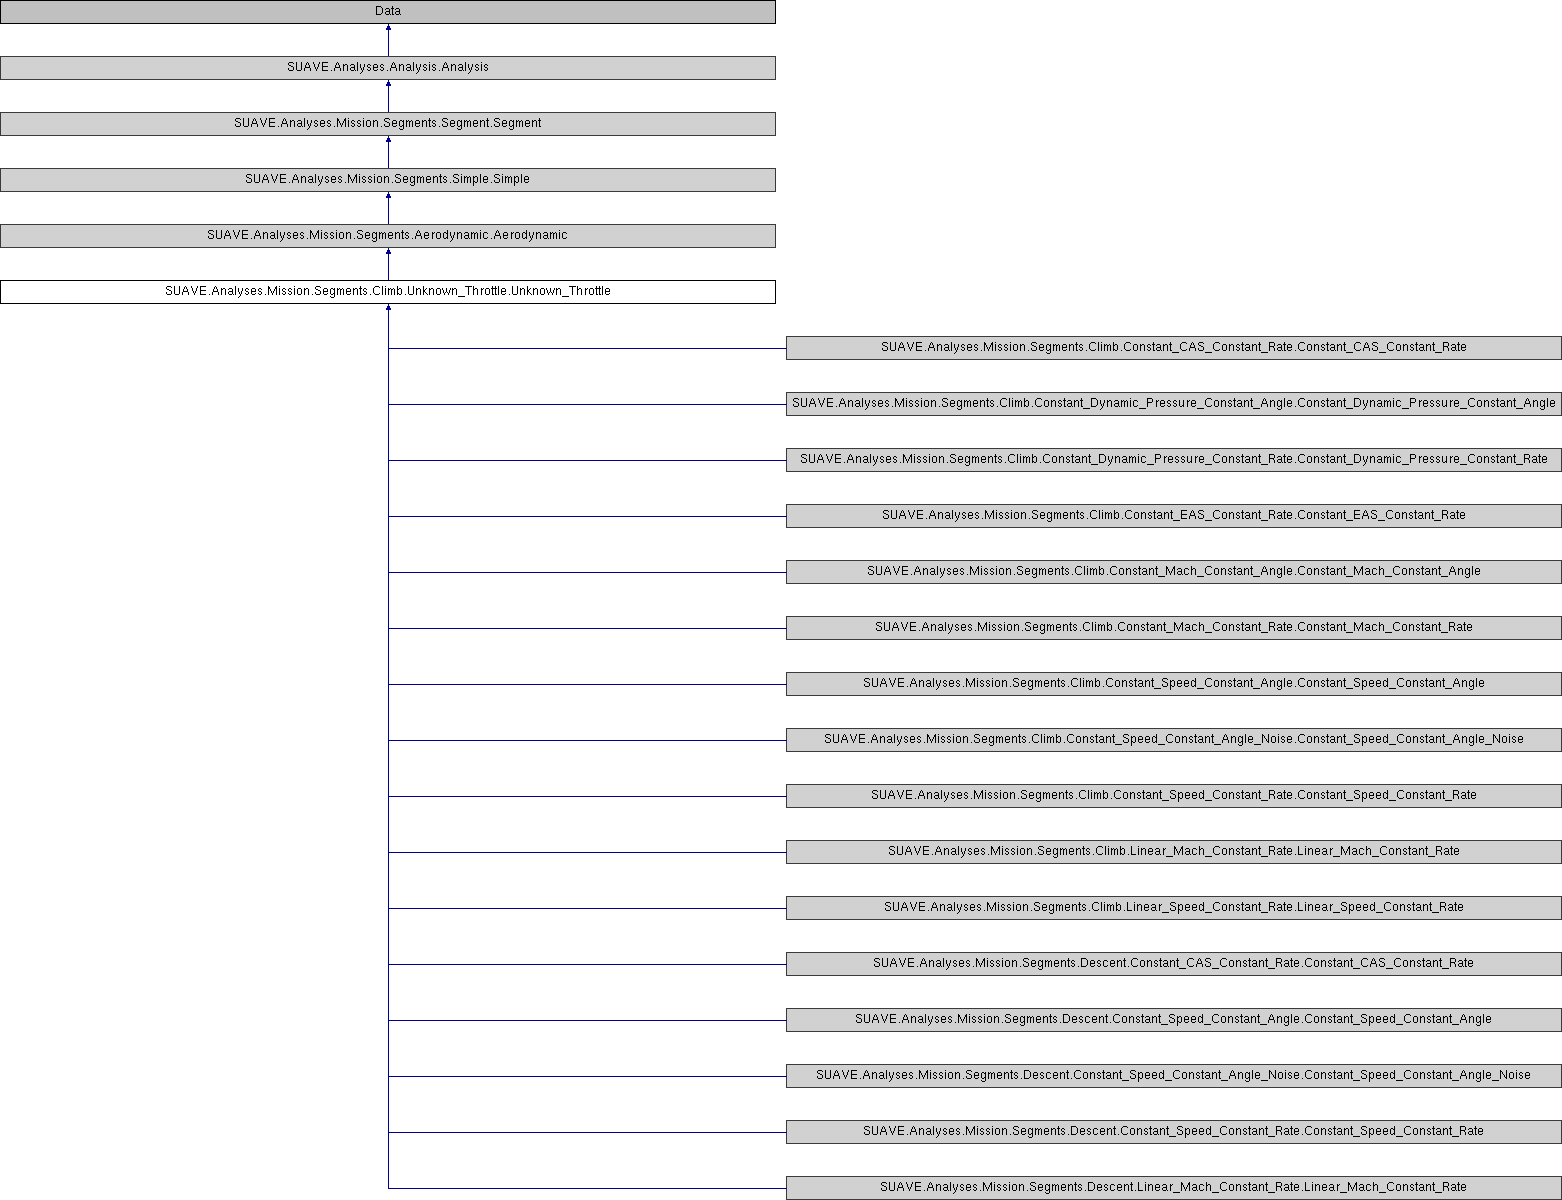 Data
SUAVE.Analyses.Analysis.Analysis
SUAVE.Analyses.Mission.Segments.Segment.Segment
SUAVE.Analyses.Mission.Segments.Simple.Simple
SUAVE.Analyses.Mission.Segments.Aerodynamic.Aerodynamic
SUAVE.Analyses.Mission.Segments.Climb.Unknown_Throttle.Unknown_Throttle
SUAVE.Analyses.Mission.Segments.Climb.Constant_CAS_Constant_Rate.Constant_CAS_Constant_Rate
SUAVE.Analyses.Mission.Segments.Climb.Constant_Dynamic_Pressure_Constant_Angle.Constant_Dynamic_Pressure_Constant_Angle
SUAVE.Analyses.Mission.Segments.Climb.Constant_Dynamic_Pressure_Constant_Rate.Constant_Dynamic_Pressure_Constant_Rate
SUAVE.Analyses.Mission.Segments.Climb.Constant_EAS_Constant_Rate.Constant_EAS_Constant_Rate
SUAVE.Analyses.Mission.Segments.Climb.Constant_Mach_Constant_Angle.Constant_Mach_Constant_Angle
SUAVE.Analyses.Mission.Segments.Climb.Constant_Mach_Constant_Rate.Constant_Mach_Constant_Rate
SUAVE.Analyses.Mission.Segments.Climb.Constant_Speed_Constant_Angle.Constant_Speed_Constant_Angle
SUAVE.Analyses.Mission.Segments.Climb.Constant_Speed_Constant_Angle_Noise.Constant_Speed_Constant_Angle_Noise
SUAVE.Analyses.Mission.Segments.Climb.Constant_Speed_Constant_Rate.Constant_Speed_Constant_Rate
SUAVE.Analyses.Mission.Segments.Climb.Linear_Mach_Constant_Rate.Linear_Mach_Constant_Rate
SUAVE.Analyses.Mission.Segments.Climb.Linear_Speed_Constant_Rate.Linear_Speed_Constant_Rate
SUAVE.Analyses.Mission.Segments.Descent.Constant_CAS_Constant_Rate.Constant_CAS_Constant_Rate
SUAVE.Analyses.Mission.Segments.Descent.Constant_Speed_Constant_Angle.Constant_Speed_Constant_Angle
SUAVE.Analyses.Mission.Segments.Descent.Constant_Speed_Constant_Angle_Noise.Constant_Speed_Constant_Angle_Noise
SUAVE.Analyses.Mission.Segments.Descent.Constant_Speed_Constant_Rate.Constant_Speed_Constant_Rate
SUAVE.Analyses.Mission.Segments.Descent.Linear_Mach_Constant_Rate.Linear_Mach_Constant_Rate